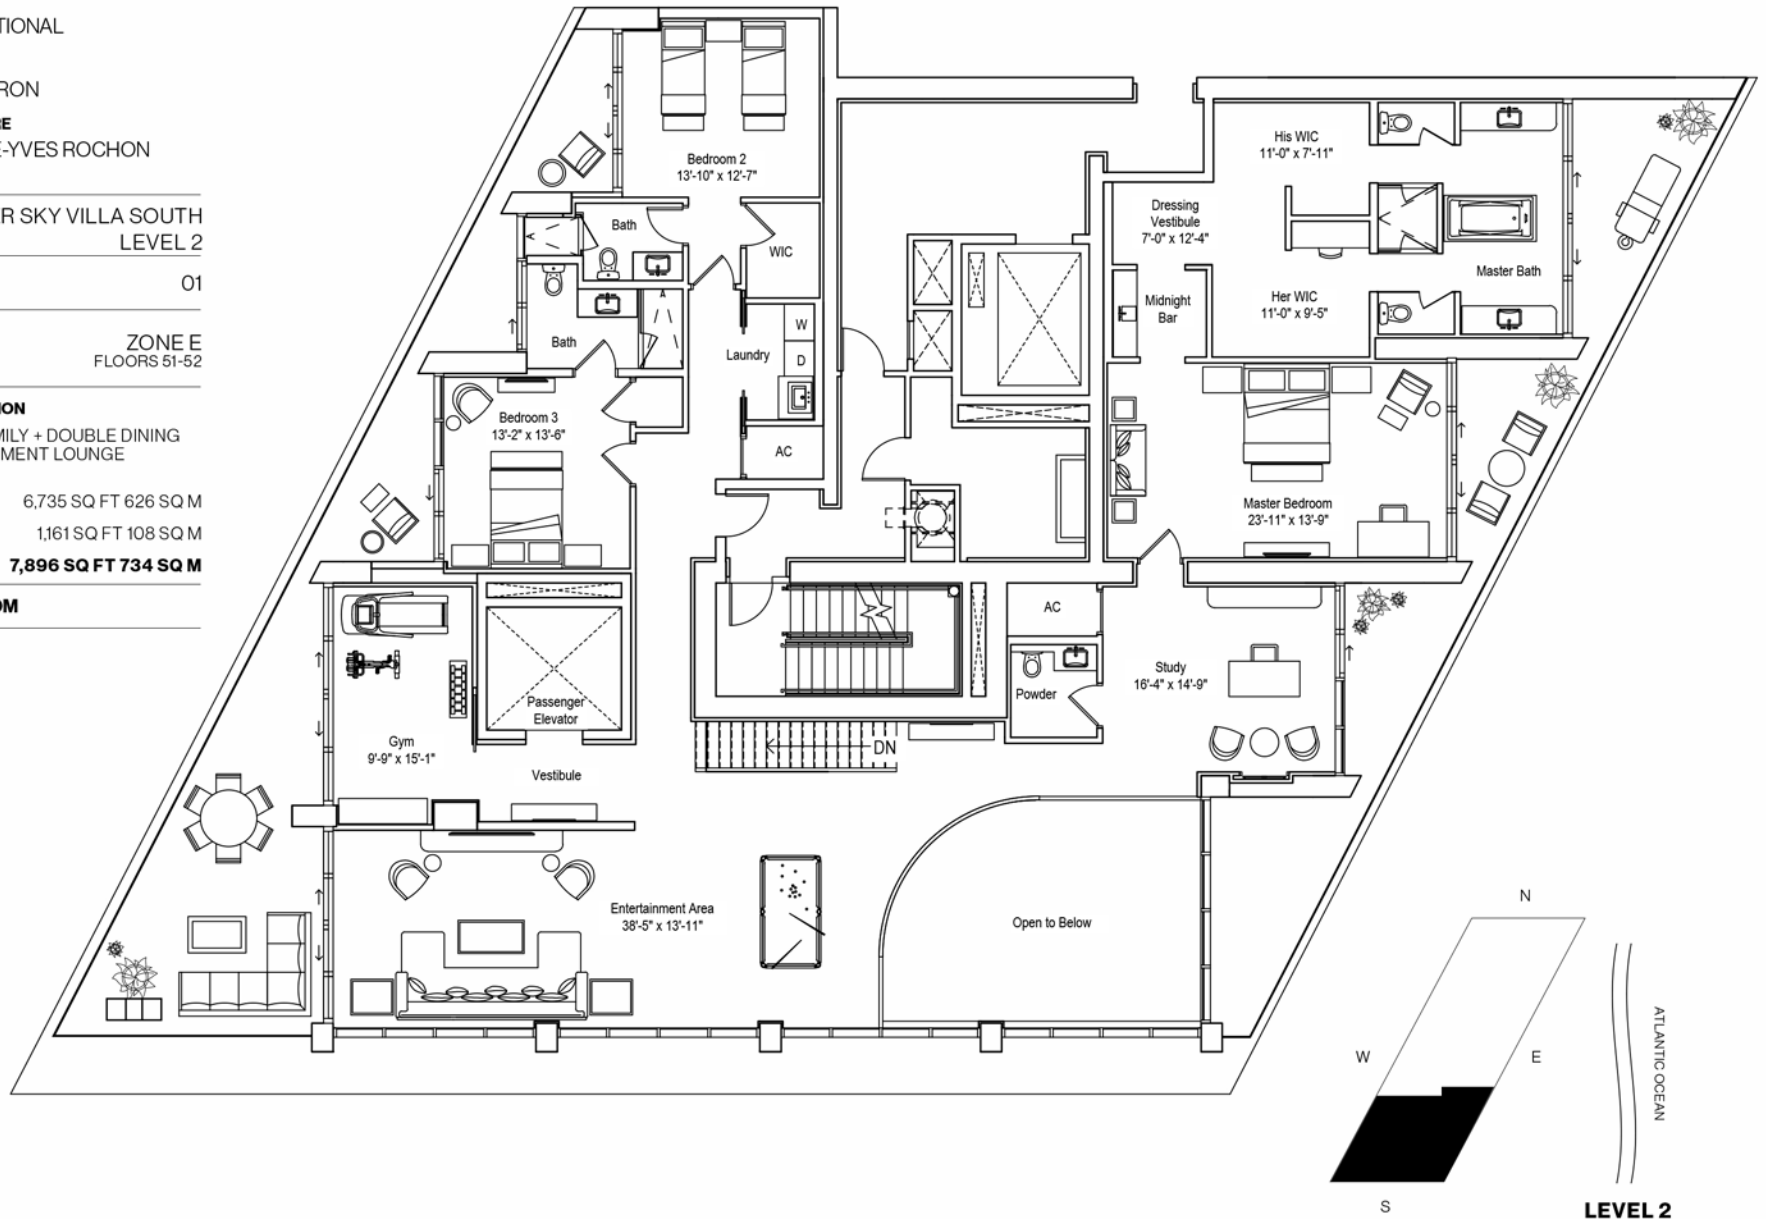 TIONAL
RON
RE
E-YVES ROCHON
ER SKY VILLA SOUTH
LEVEL 2
01
ZONE E
FLOORS 51-52
ION
MILY + DOUBLE DINING
MENT LOUNGE
6,735 SQ FT 626 SQ M
1,161 SQ FT 108 SQ M
7,896 SQ FT 734 SQ M
OM
Bedroom 2
13'-10" x 12'-7"
Bath
WIC
Bath
Laundry
W
D
A
A
Bedroom 3
13'-2" x 13'-6"
AC
His WIC
11'-0" x 7'-11"
Dressing
Vestibule
7'-0" x 12'-4"
Master Bath
Midnight
Bar
Her WIC
11'-0" x 9'-5"
Master Bedroom
23'-11" x 13'-9"
AC
Powder
Study
16'-4" x 14'-9"
Passenger
Elevator
Gym
9'-9" x 15'-1"
Vestibule
DN
Entertainment Area
38'-5" x 13'-11"
Open to Below
N
W
E
S
ATLANTIC OCEAN
LEVEL 2